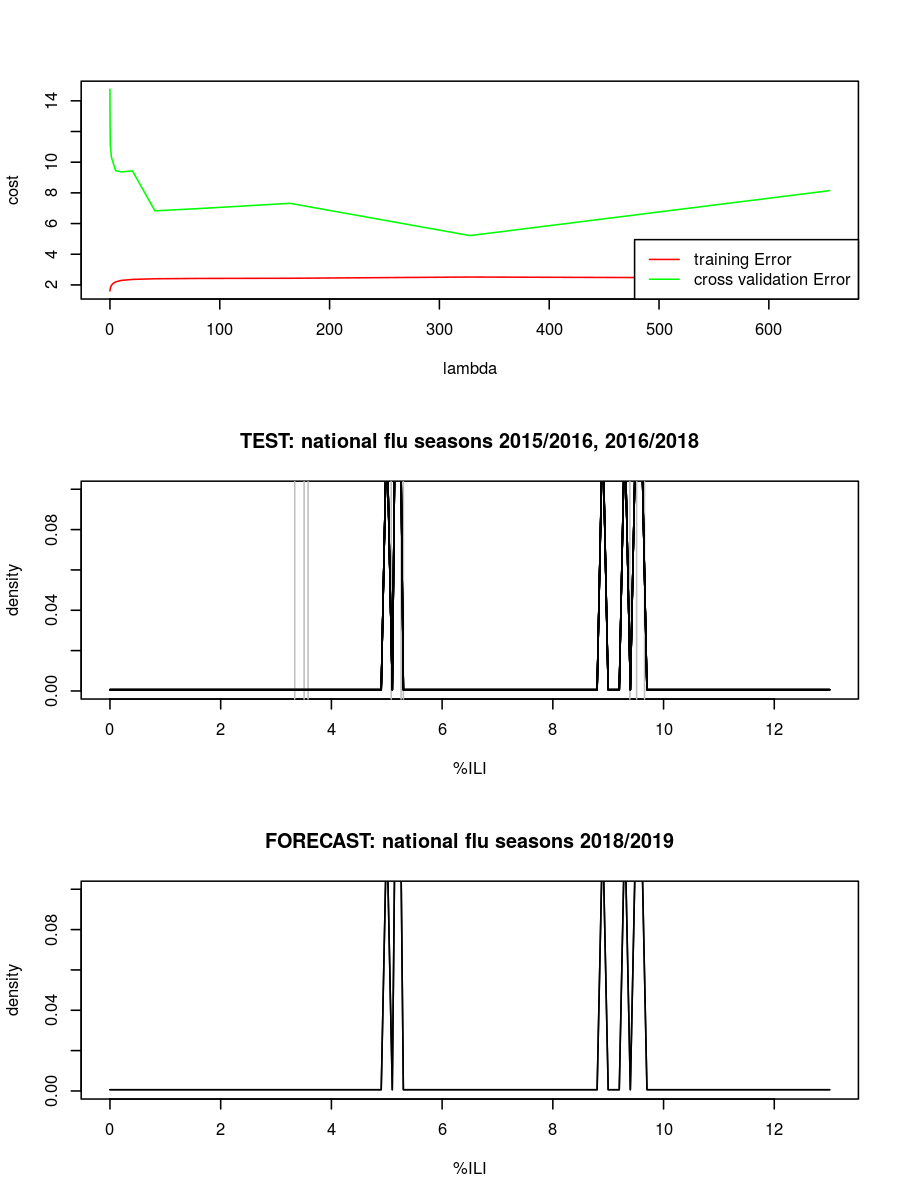 14
10
8
6
4
2
cost
training Error
cross validation Error
0 100 200 300 400 500 600
lambda
TEST: national flu seasons 2015/2016, 2016/2018
0.08
0.04
0.00
density
0 2 4 6 8 10 12
%ILI
FORECAST: national flu seasons 2018/2019
0.08
0.04
0.00
density
0 2 4 6 8 10 12
%ILI